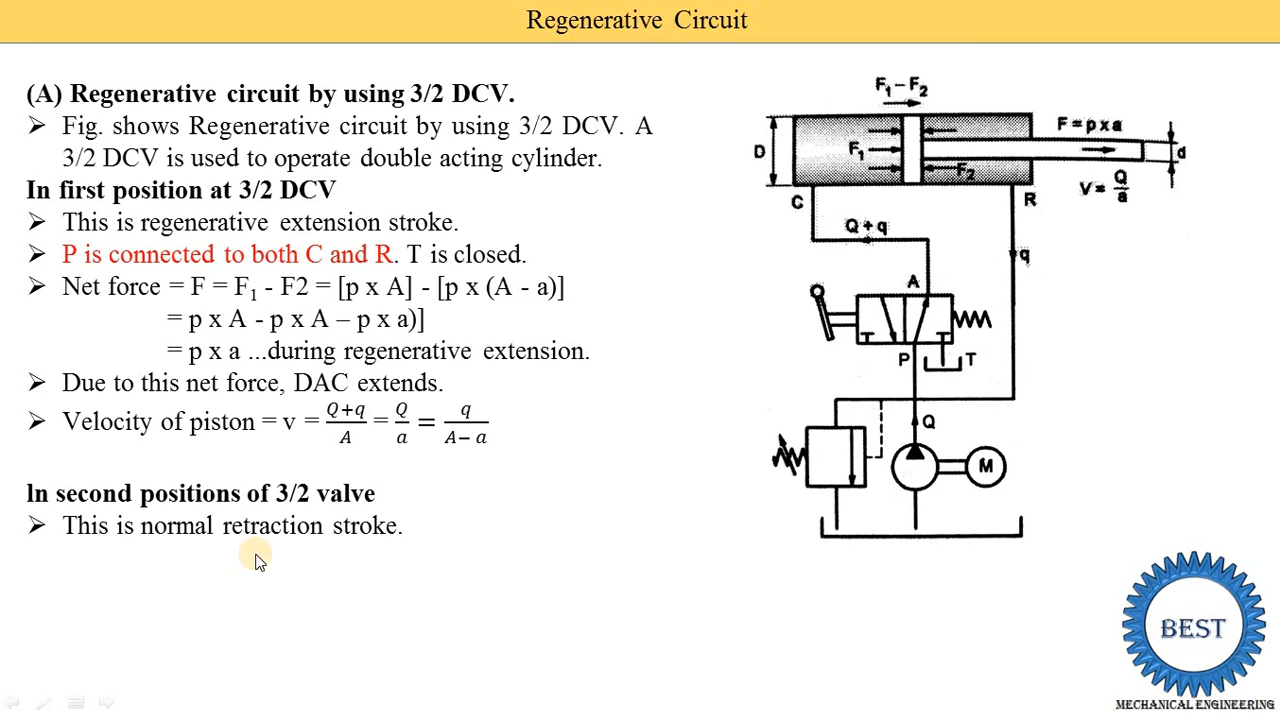 Regenerative Circuit
(A) Regenerative circuit by using 3/2 DCV.
➢ Fig. shows Regenerative circuit by using 3/2 DCV. A
3/2 DCV is used to operate double acting cylinder.
In first position at 3/2 DCV
➢ This is regenerative extension stroke.
➢ P is connected to both C and R. T is closed.
➢ Net force = F = F₁ - F2 = [p x A] - [p x (A - a)]
= p x A - p x A – p x a)]
= p x a ...during regenerative extension.
➢ Due to this net force, DAC extends.
➢ Velocity of piston = v = (Q+q)/A = Q/a = q/(A– a)
ln second positions of 3/2 valve
➢ This is normal retraction stroke.
F₁ – F₂
F = p x a
D
F₁
F₂
d
V = Q/a
C
R
Q + q
q
A
T
T
P
T
Q
M
BEST
MECHANICAL ENGINEERING